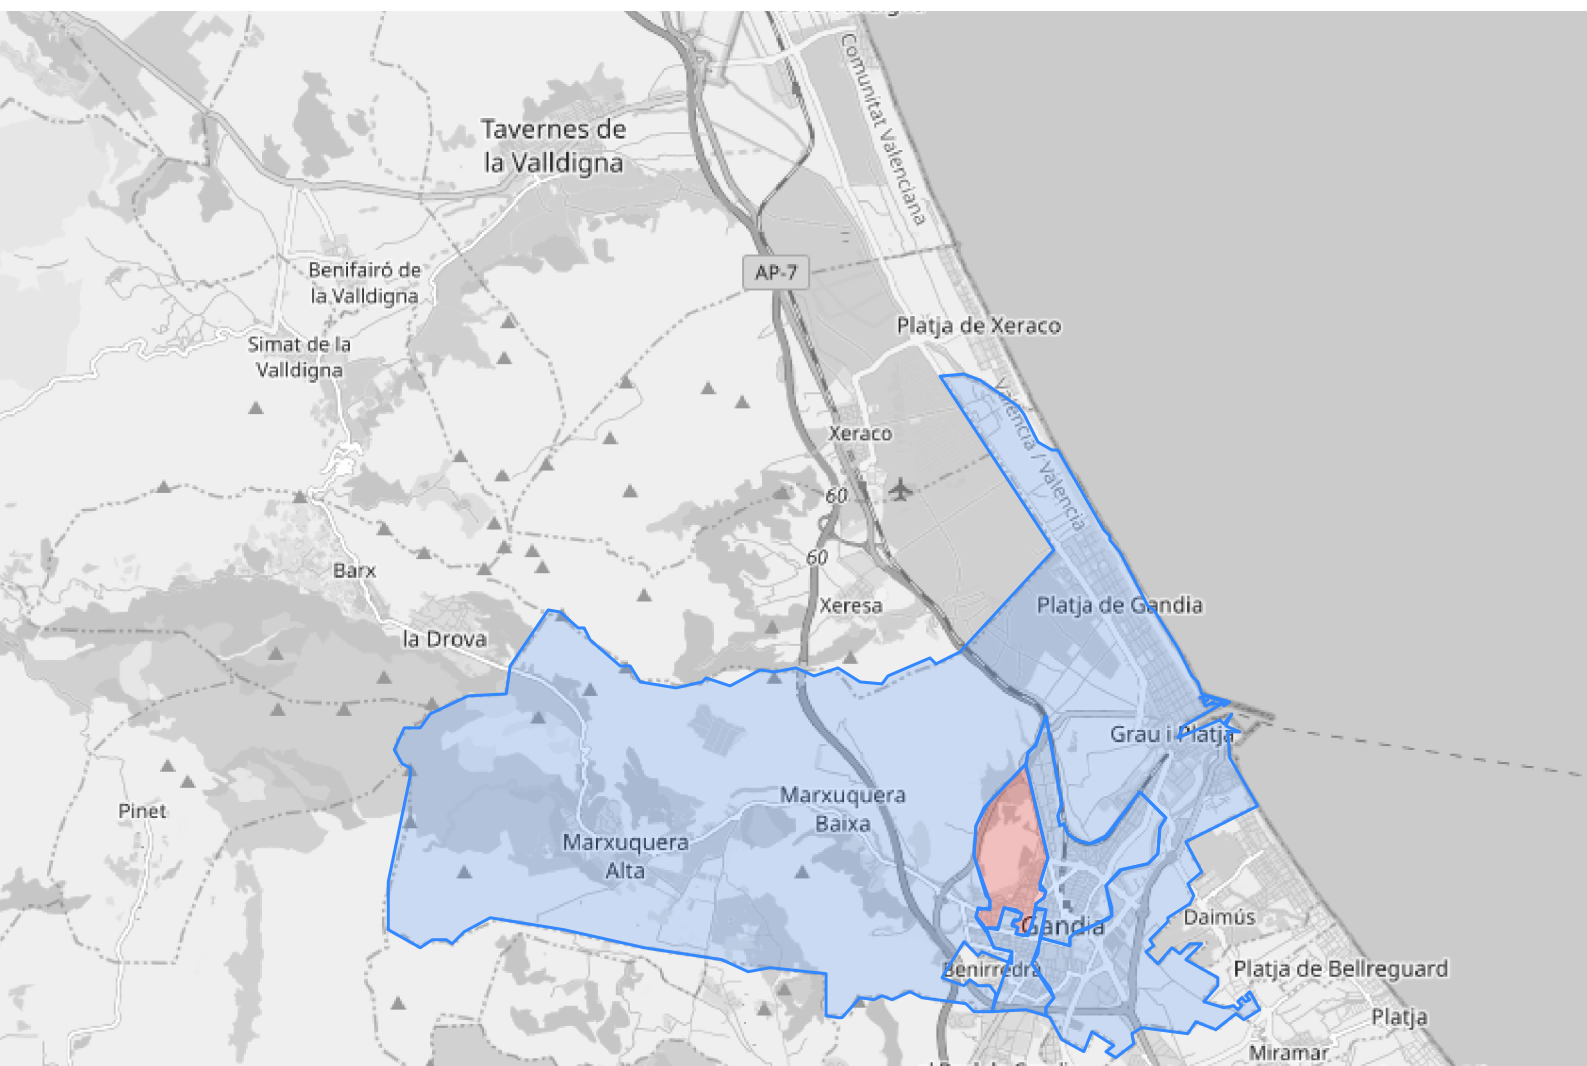 Comunitat Valenciana
Tavernes de
la Valldigna
AP-7
Benifairó de
la Valldigna
Platja de Xeraco
Simat de la
Valldigna
València / Valencia
Xeraco
60
60
Barx
Xeresa
Platja de Gandia
la Drova
Grau i Platja
Marxuquera
Baixa
Pinet
Marxuquera
Alta
Daimús
Gandia
Benirredrà
Platja de Bellreguard
Platja
Miramar